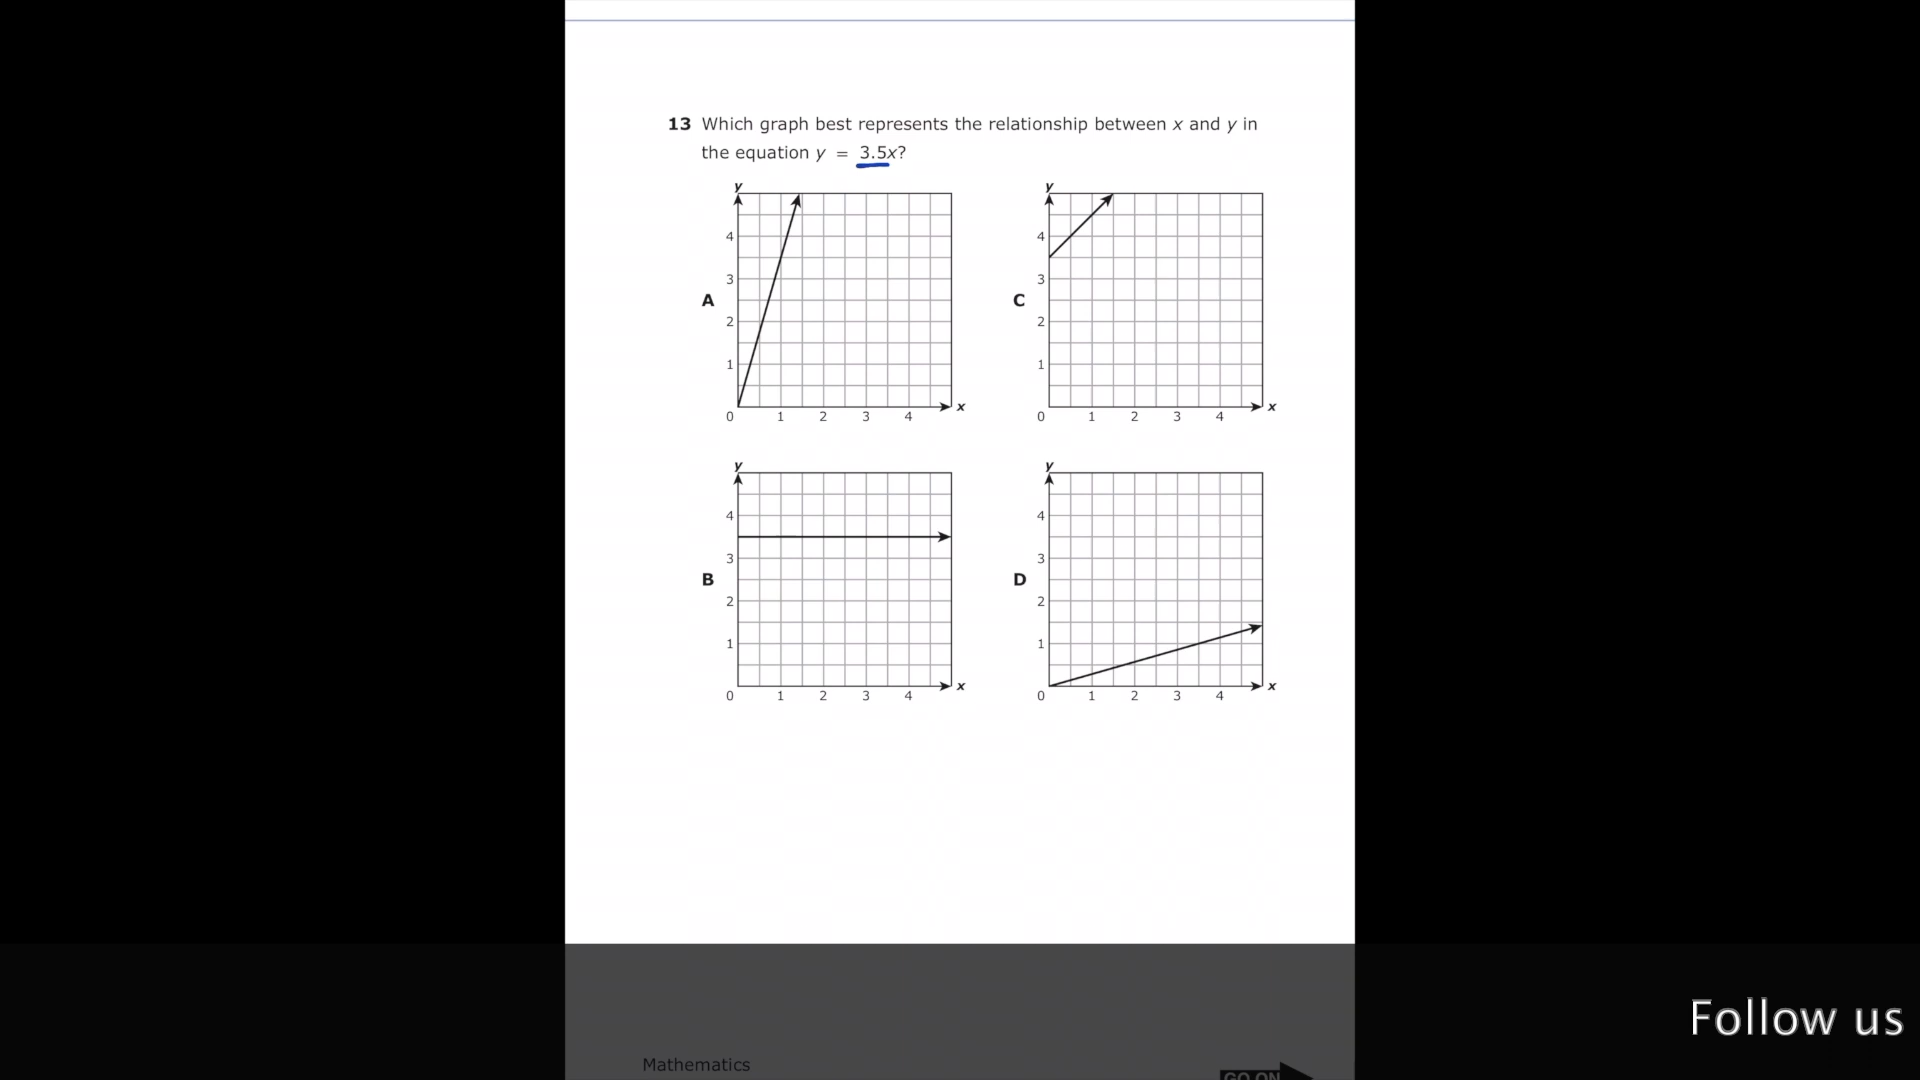 13 Which graph best represents the relationship between x and y in
the equation y = 3.5x?
y
4
3
A
2
1
0 1 2 3 4 x
y
4
3
C
2
1
0 1 2 3 4 x
y
4
3
B
2
1
0 1 2 3 4 x
y
4
3
D
2
1
0 1 2 3 4 x
Follow us
Mathematics
GO ON